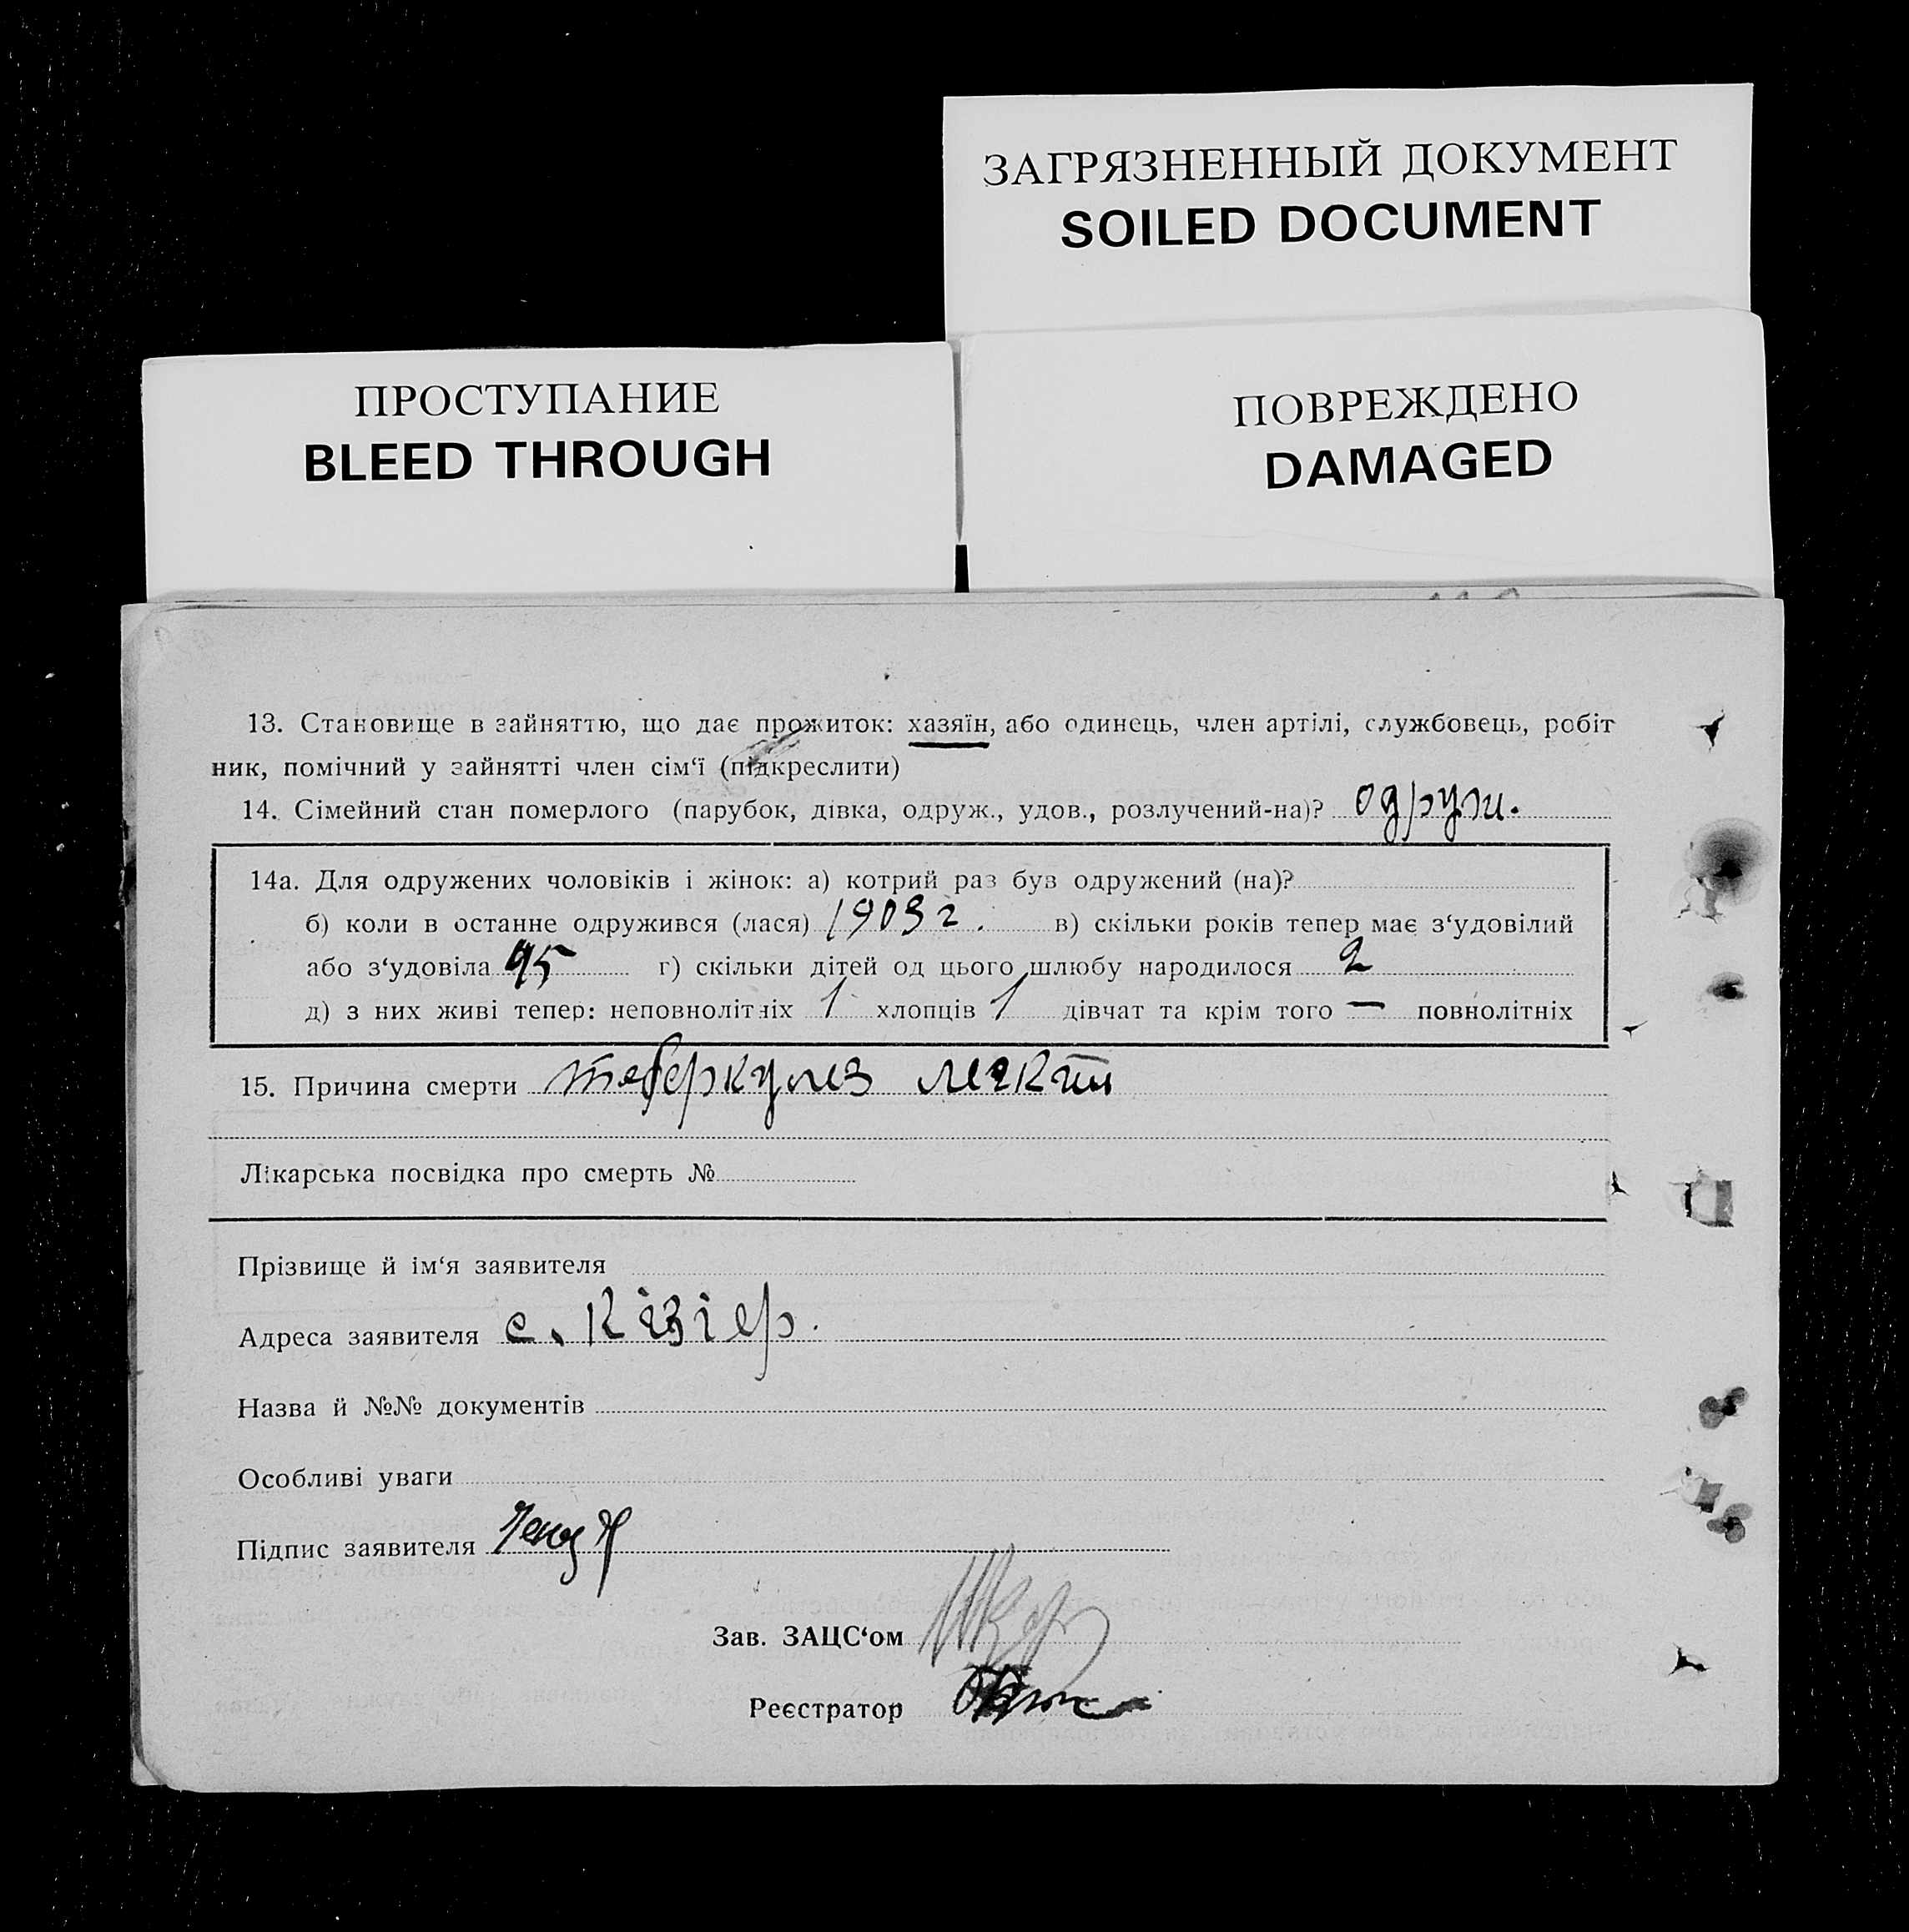 ЗАГРЯЗНЕННЫЙ ДОКУМЕНТ
SOILED DOCUMENT
ПРОСТУПАНИЕ
BLEED THROUGH
ПОВРЕЖДЕНО
DAMAGED
13. Становище в зайняттю, що дає прожиток: хазяїн, або одинець, член артілі, службовець, робіт
ник, помічний у зайнятті член сім‘ї (підкреслити)
14. Сімейний стан померлого (парубок, дівка, одруж., удов., розлучений-на)? одруж.
14а. Для одружених чоловіків і жінок: а) котрий раз був одружений (на)?
б) коли в останне одружився (лася) 1903 г. в) скільки років тепер має з‘удовілий
або з‘удовіла 45 г) скільки дітей од цього шлюбу народилося 2
д) з них живі тепер: неповнолітніх 1 хлопців 1 дівчат та крім того — повнолітніх
15. Причина смерти
Лікарська посвідка про смерть №
Прізвище й ім‘я заявителя
Адреса заявителя с. Кізієр.
Назва й №№ документів
Особливі уваги
Підпис заявителя
Зав. ЗАЦС‘ом
Реєстратор